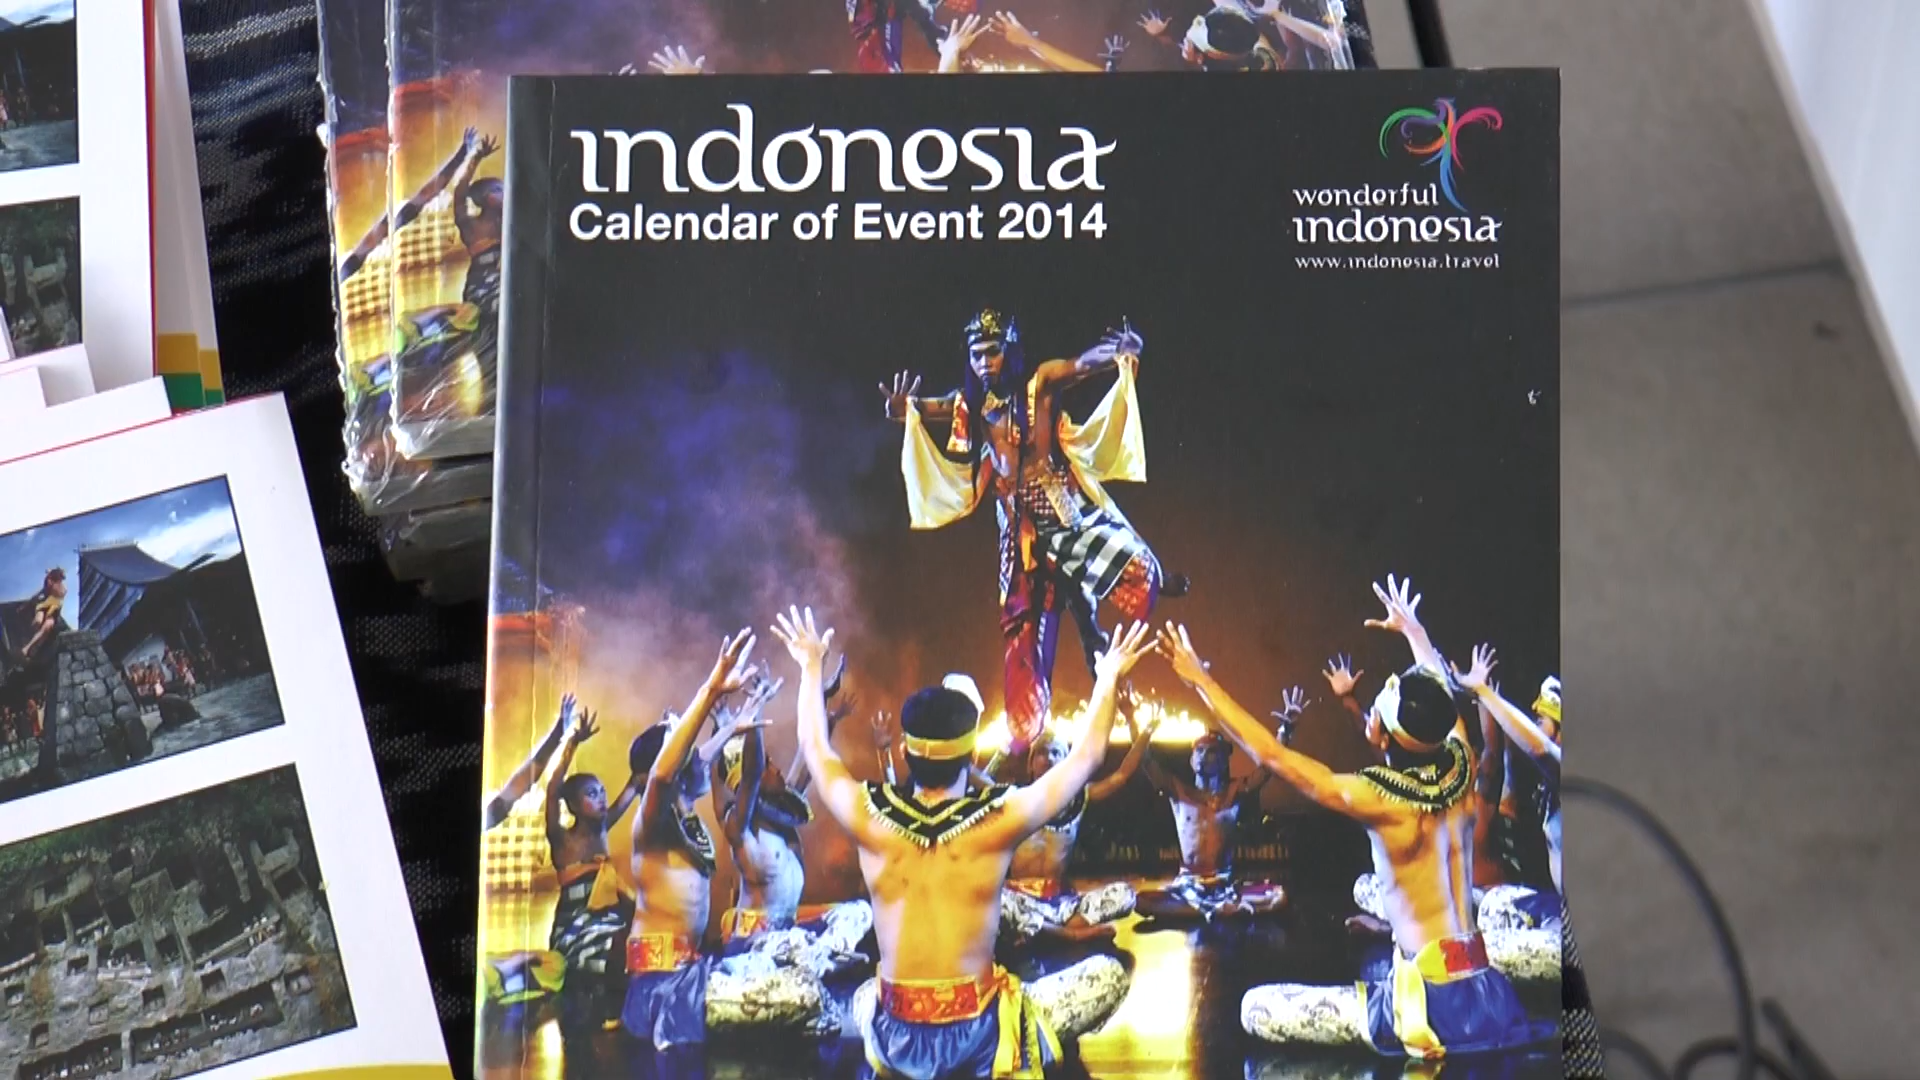 indonesia
Calendar of Event 2014
wonderful
indonesia
www.indonesia.travel